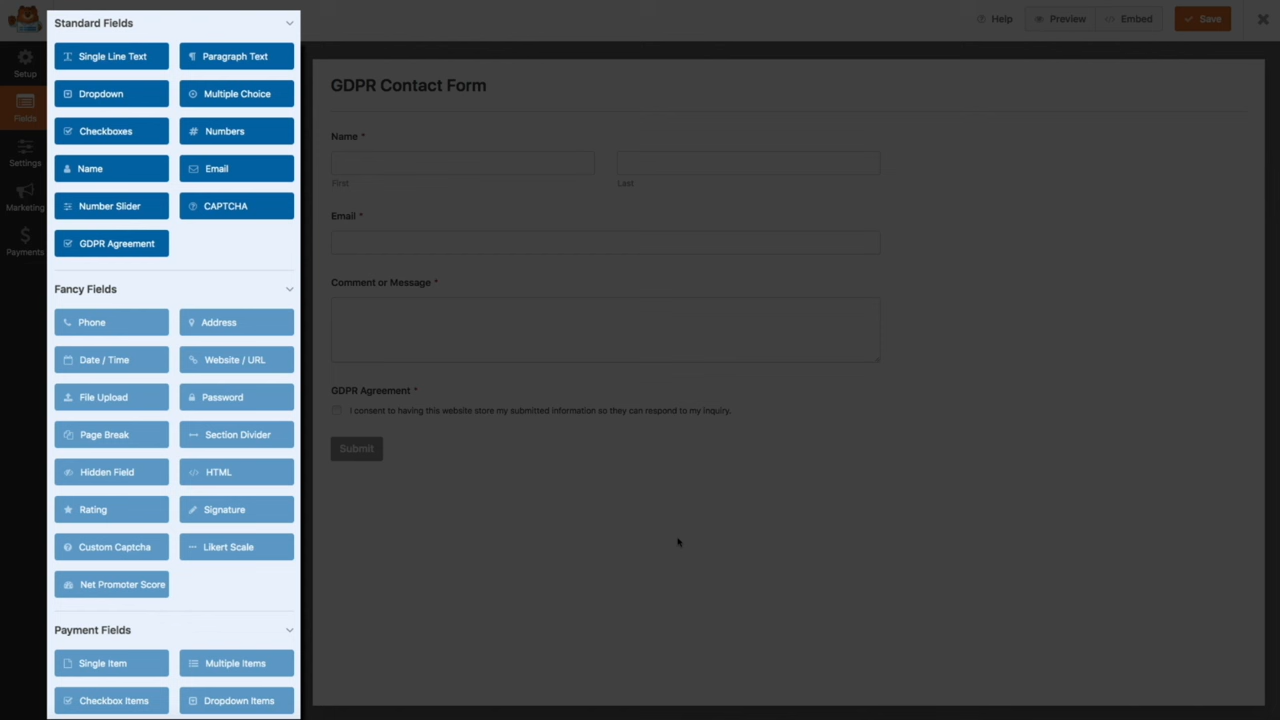 Help
Preview
Embed
Save
Setup
Fields
Settings
Marketing
Payments
Standard Fields
Single Line Text
Paragraph Text
Dropdown
Multiple Choice
Checkboxes
Numbers
Name
Email
Number Slider
CAPTCHA
GDPR Agreement
Fancy Fields
Phone
Address
Date / Time
Website / URL
File Upload
Password
Page Break
Section Divider
Hidden Field
HTML
Rating
Signature
Custom Captcha
Likert Scale
Net Promoter Score
Payment Fields
Single Item
Multiple Items
Checkbox Items
Dropdown Items
GDPR Contact Form
Name *
First
Last
Email *
Comment or Message *
GDPR Agreement *
I consent to having this website store my submitted information so they can respond to my inquiry.
Submit